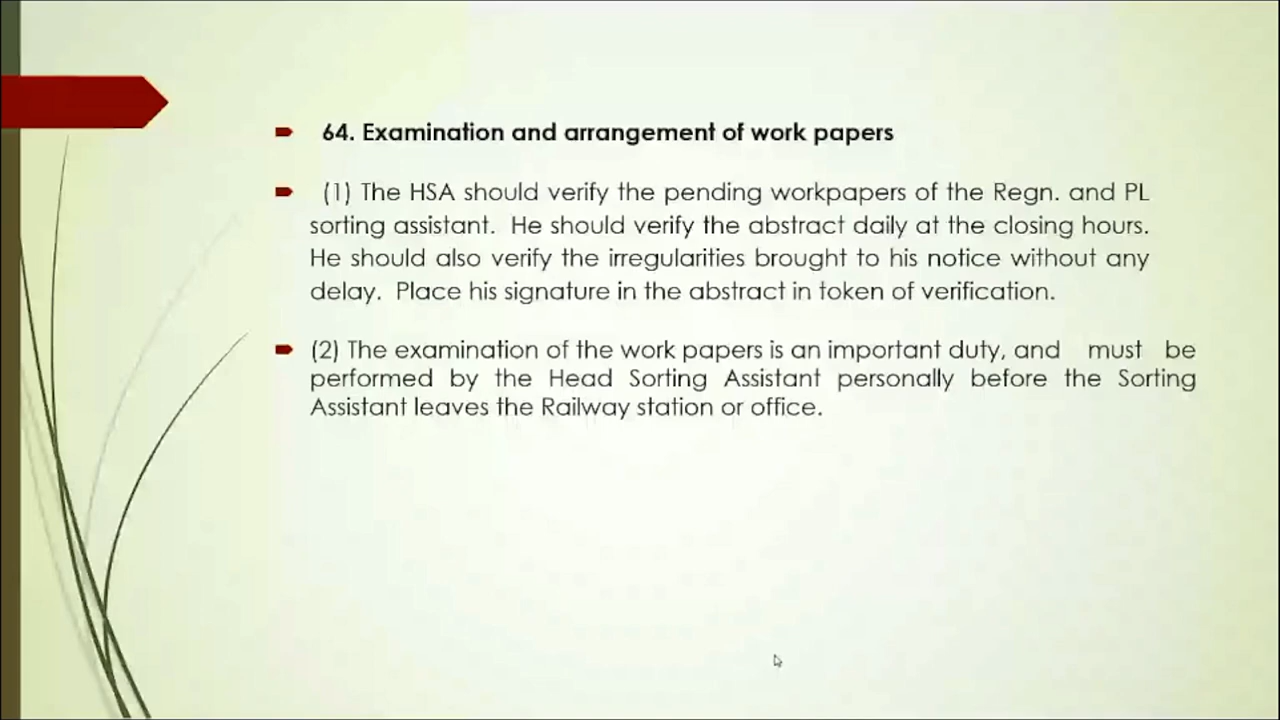 64. Examination and arrangement of work papers
(1) The HSA should verify the pending workpapers of the Regn. and PL
sorting assistant. He should verify the abstract daily at the closing hours.
He should also verify the irregularities brought to his notice without any
delay. Place his signature in the abstract in token of verification.
(2) The examination of the work papers is an important duty, and must be
performed by the Head Sorting Assistant personally before the Sorting
Assistant leaves the Railway station or office.